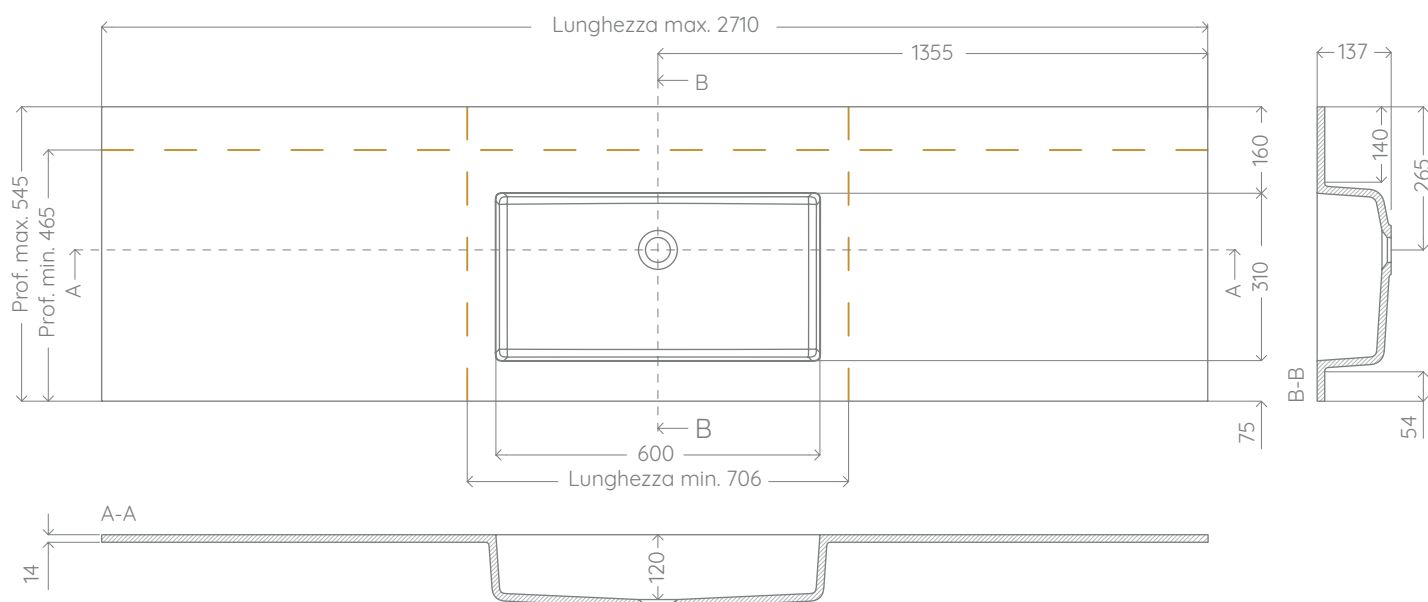 Lunghezza max. 2710
1355
137
B
Prof. max. 545
Prof. min. 465
160
140
265
A
A
310
B-B
B
75
54
600
Lunghezza min. 706
A-A
14
120